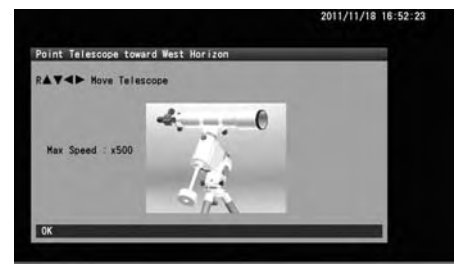 2011/11/18 16:52:23
Point Telescope toward West Horizon
R▲▼◀▶ Move Telescope
Max Speed : x500
OK